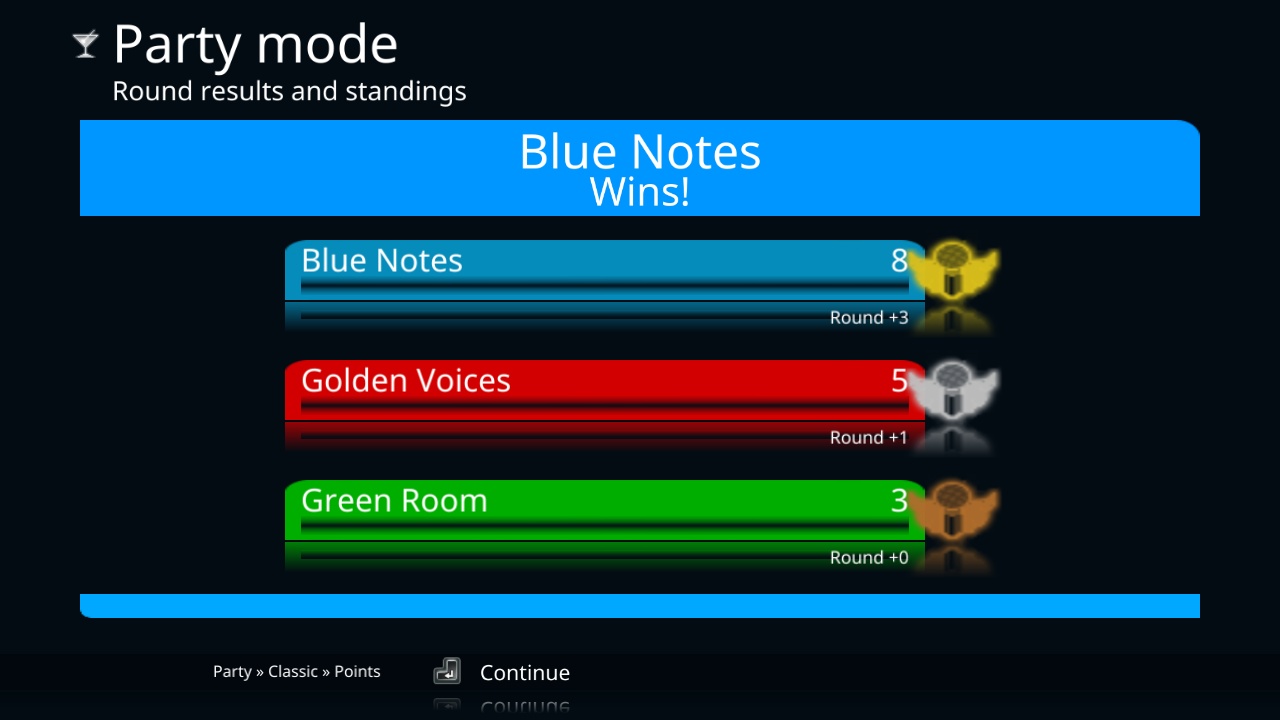 Party mode
Round results and standings
Blue Notes
Wins!
Blue Notes 8
Round +3
Golden Voices 5
Round +1
Green Room 3
Round +0
Party » Classic » Points
Continue